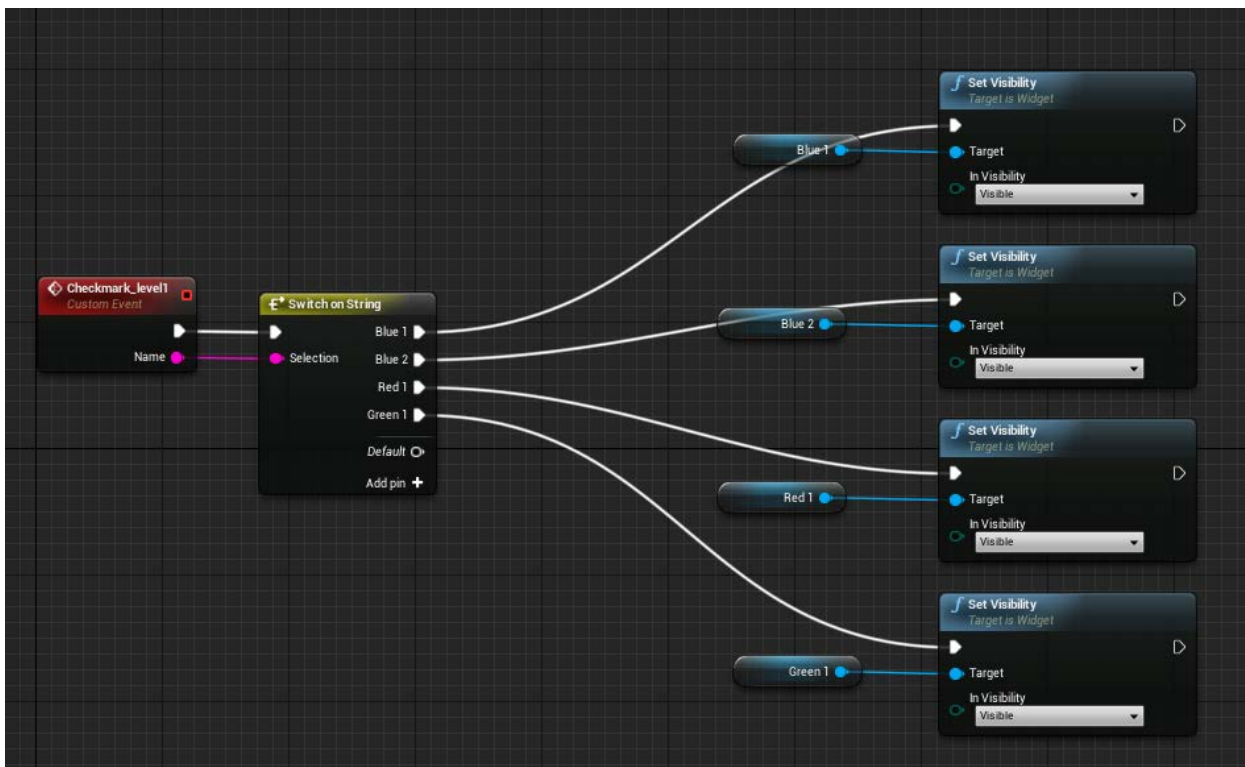 Checkmark_level1
Custom Event
Name
Switch on String
Selection
Blue 1
Blue 2
Red 1
Green 1
Default
Add pin
Blue 1
Set Visibility
Target is Widget
Target
In Visibility
Visible
Blue 2
Set Visibility
Target is Widget
Target
In Visibility
Visible
Red 1
Set Visibility
Target is Widget
Target
In Visibility
Visible
Green 1
Set Visibility
Target is Widget
Target
In Visibility
Visible